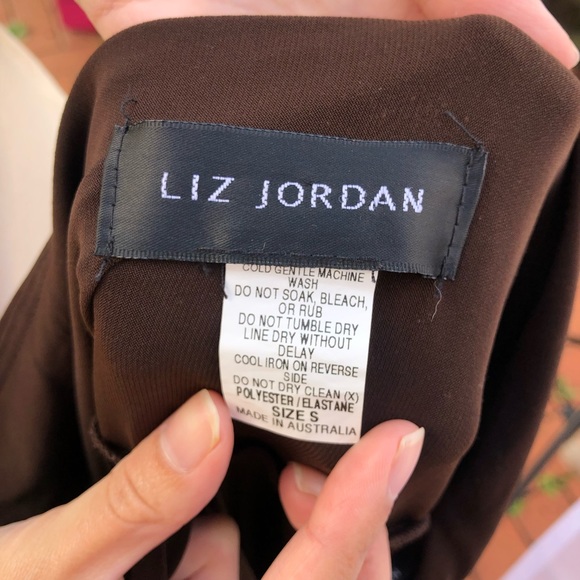 LIZ JORDAN
COLD GENTLE MACHINE
WASH
DO NOT SOAK, BLEACH,
OR RUB
DO NOT TUMBLE DRY
LINE DRY WITHOUT
DELAY
COOL IRON ON REVERSE
SIDE
DO NOT DRY CLEAN (X)
POLYESTER/ELASTANE
SIZE S
MADE IN AUSTRALIA